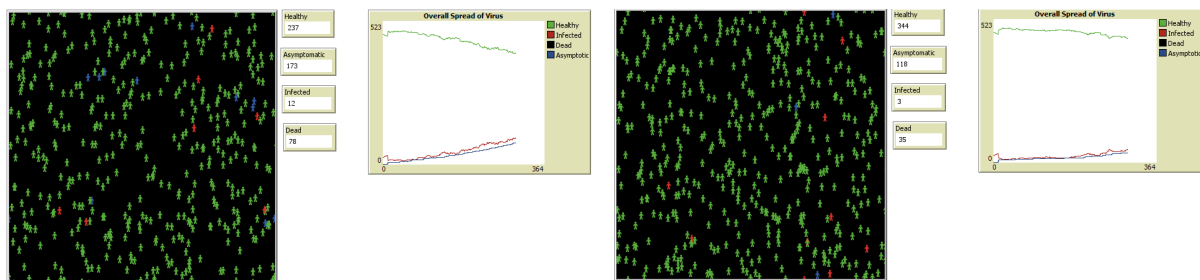 Healthy
237
Asymptomatic
173
Infected
12
Dead
78
Overall Spread of Virus
523
0
0
364
Healthy
Infected
Dead
Asymptotic
Healthy
344
Asymptomatic
118
Infected
3
Dead
35
Overall Spread of Virus
523
0
0
364
Healthy
Infected
Dead
Asymptotic